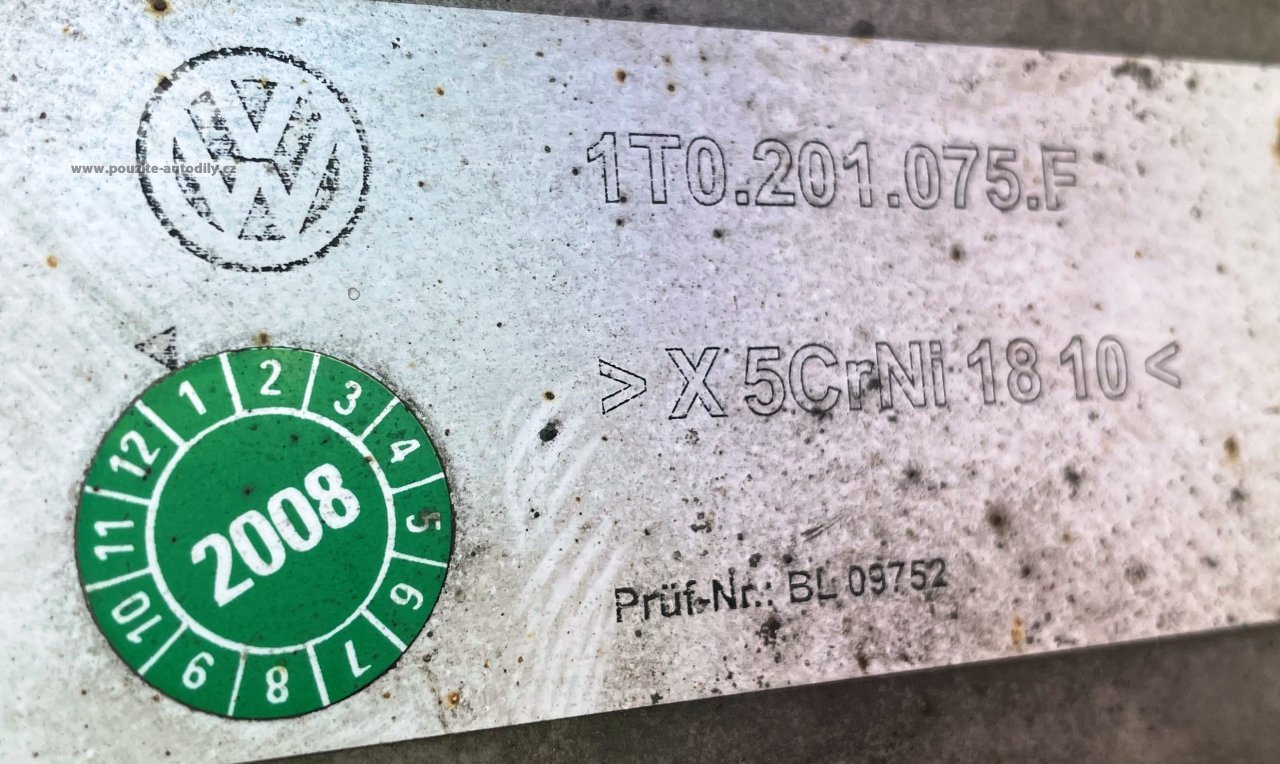 www.pouzite-autodily.cz
1T0.201.075.F
> X 5CrNi 18 10 <
Prüf-Nr.: BL 09752
1 2 3 4 5 6 7 8 9 10 11 12
2008